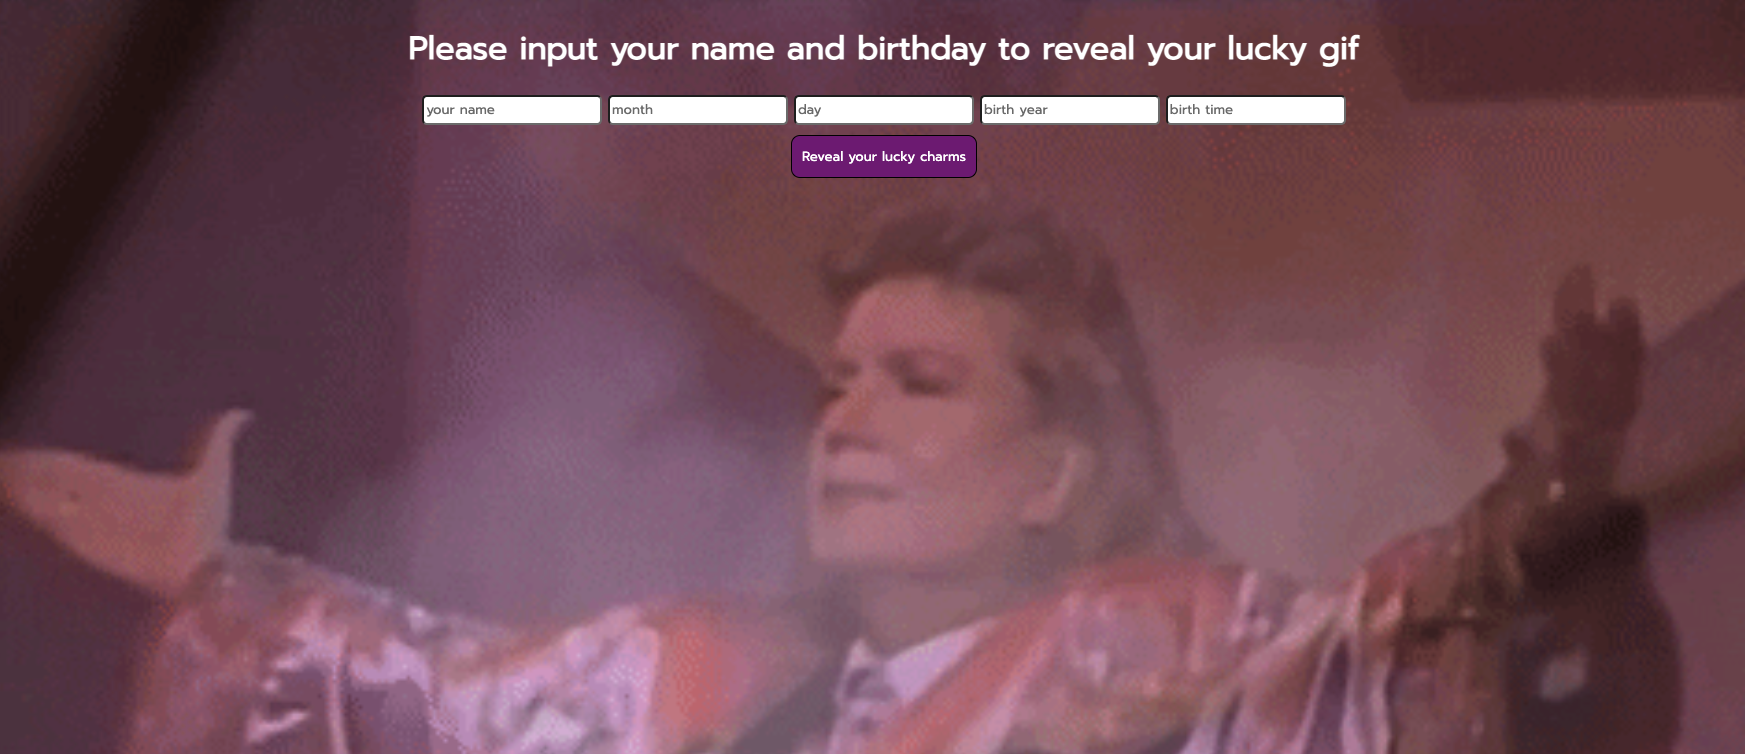 Please input your name and birthday to reveal your lucky gif
your name month day birth year birth time
Reveal your lucky charms